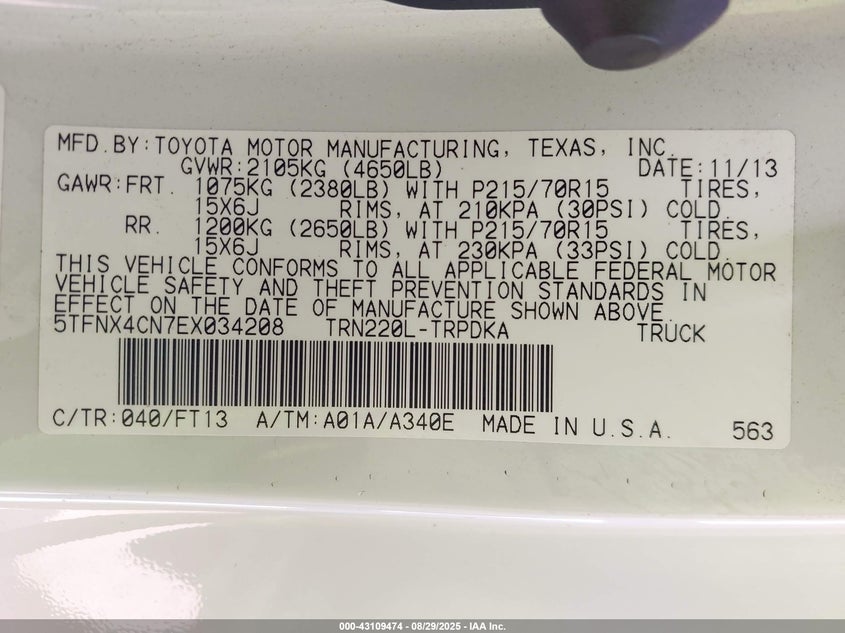 MFD.BY:TOYOTA MOTOR MANUFACTURING, TEXAS, INC.
GVWR:2105KG (4650LB) DATE:11/13
GAWR:FRT. 1075KG (2380LB) WITH P215/70R15 TIRES,
15X6J RIMS, AT 210KPA (30PSI) COLD.
RR. 1200KG (2650LB) WITH P215/70R15 TIRES,
15X6J RIMS, AT 230KPA (33PSI) COLD.
THIS VEHICLE CONFORMS TO ALL APPLICABLE FEDERAL MOTOR
VEHICLE SAFETY AND THEFT PREVENTION STANDARDS IN
EFFECT ON THE DATE OF MANUFACTURE SHOWN ABOVE.
5TFNX4CN7EX034208 TRN220L-TRPDKA TRUCK
C/TR:040/FT13 A/TM:A01A/A340E MADE IN U.S.A. 563
000-43109474 - 08/29/2025 - IAA Inc.